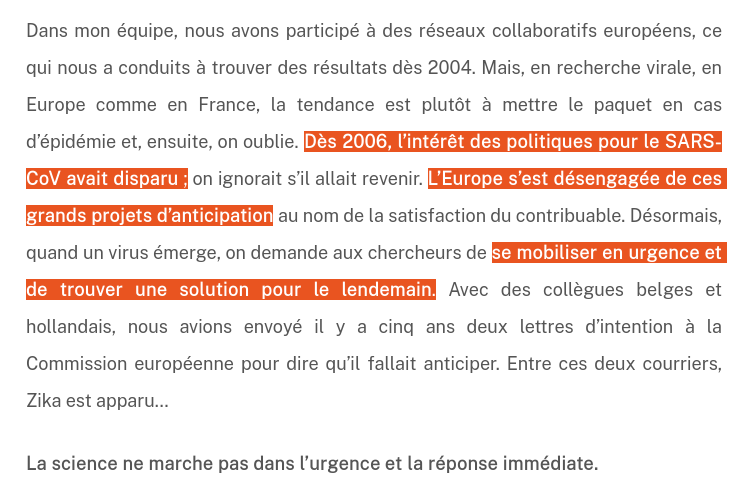 Dans mon équipe, nous avons participé à des réseaux collaboratifs européens, ce
qui nous a conduits à trouver des résultats dès 2004. Mais, en recherche virale, en
Europe comme en France, la tendance est plutôt à mettre le paquet en cas
d’épidémie et, ensuite, on oublie. Dès 2006, l’intérêt des politiques pour le SARS-
CoV avait disparu ; on ignorait s’il allait revenir. L’Europe s’est désengagée de ces
grands projets d’anticipation au nom de la satisfaction du contribuable. Désormais,
quand un virus émerge, on demande aux chercheurs de se mobiliser en urgence et
de trouver une solution pour le lendemain. Avec des collègues belges et
hollandais, nous avions envoyé il y a cinq ans deux lettres d’intention à la
Commission européenne pour dire qu’il fallait anticiper. Entre ces deux courriers,
Zika est apparu…
La science ne marche pas dans l’urgence et la réponse immédiate.